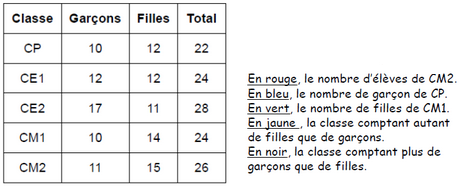 Classe Garçons Filles Total
CP 10 12 22
CE1 12 12 24
CE2 17 11 28
CM1 10 14 24
CM2 11 15 26
En rouge, le nombre d'élèves de CM2.
En bleu, le nombre de garçon de CP.
En vert, le nombre de filles de CM1.
En jaune , la classe comptant autant
de filles que de garçons.
En noir, la classe comptant plus de
garçons que de filles.